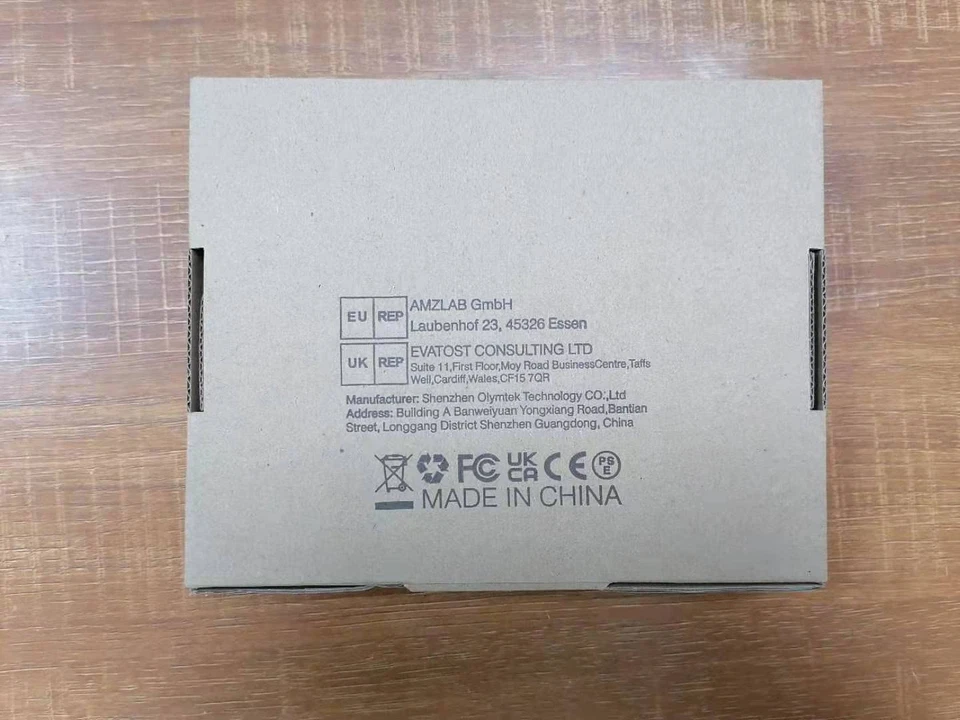 EU REP AMZLAB GmbH
Laubenhof 23, 45326 Essen
UK REP EVATOST CONSULTING LTD
Suite 11,First Floor,Moy Road BusinessCentre,Taffs
Well,Cardiff,Wales,CF15 7QR
Manufacturer: Shenzhen Olymtek Technology CO.,Ltd
Address: Building A Banweiyuan Yongxiang Road,Bantian
Street, Longgang District Shenzhen Guangdong, China
FC UK CA CE PS E
MADE IN CHINA